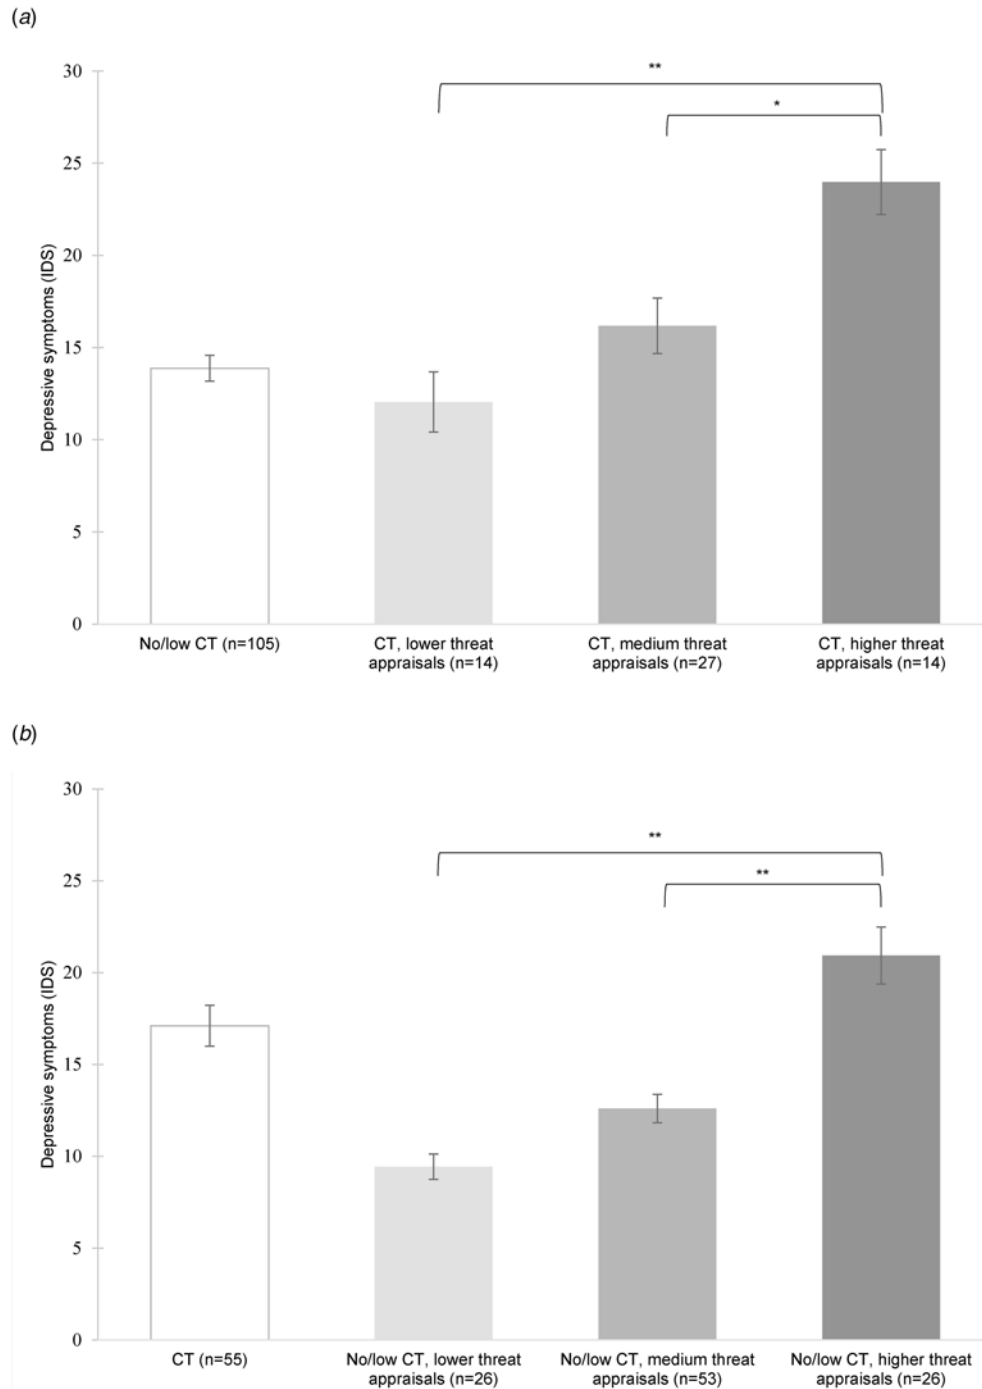 (a)
**
*
30
25
20
15
10
5
0
Depressive symptoms (IDS)
No/low CT (n=105)
CT, lower threat
appraisals (n=14)
CT, medium threat
appraisals (n=27)
CT, higher threat
appraisals (n=14)
(b)
**
**
30
25
20
15
10
5
0
Depressive symptoms (IDS)
CT (n=55)
No/low CT, lower threat
appraisals (n=26)
No/low CT, medium threat
appraisals (n=53)
No/low CT, higher threat
appraisals (n=26)